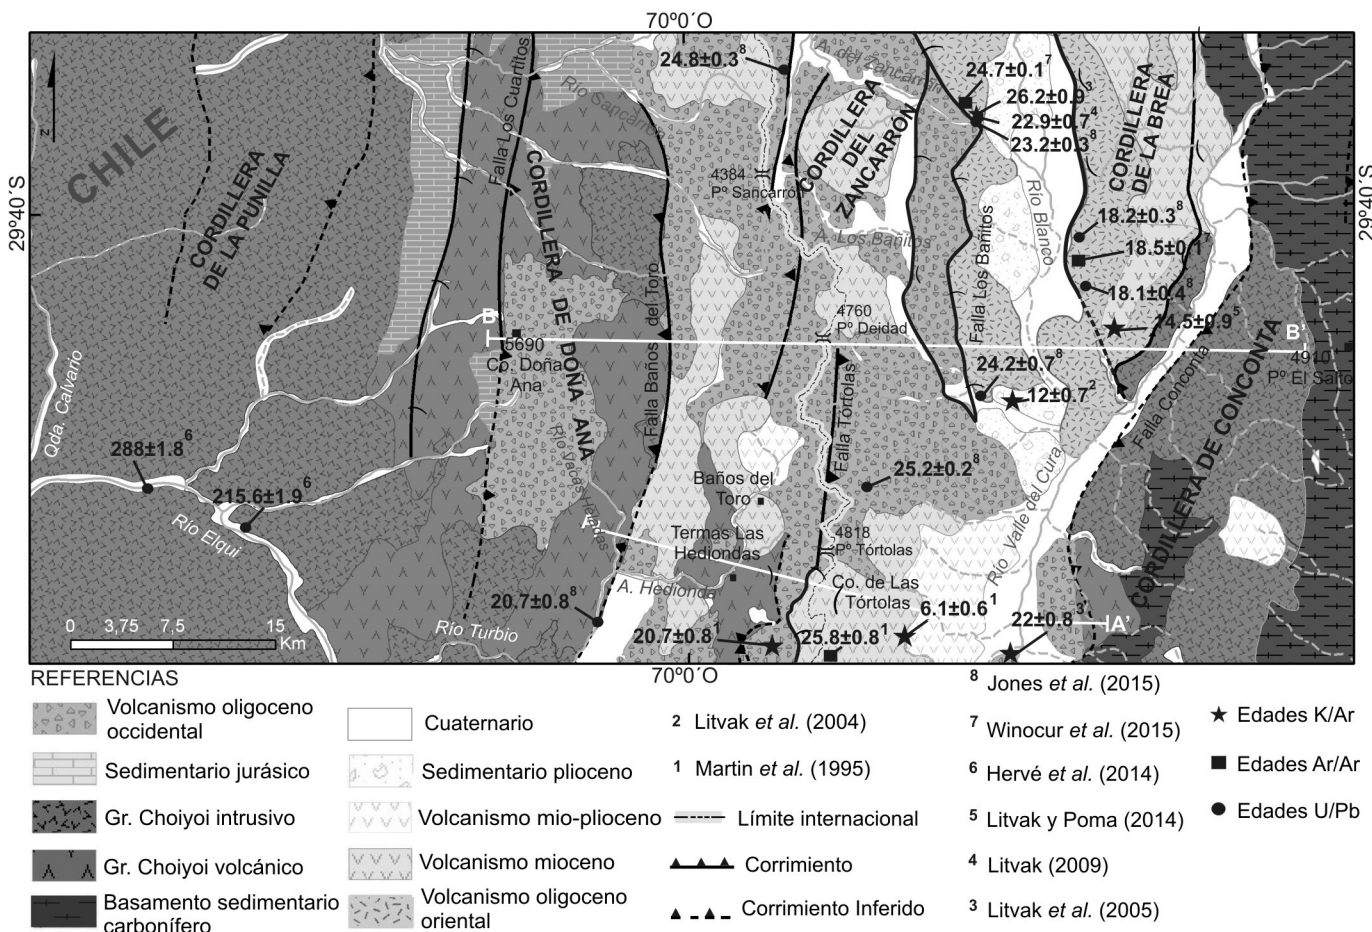 70º0´O
CHILE
CORDILLERA
DE LA PUNILLA
Falla Los Cuartitos
CORDILLERA DE DOÑA ANA
Río Sancarrón
24.8±0.3 8
A. del Zancarrón
CORDILLERA
DEL
ZANCARRÓN
24.7±0.1 7
26.2±0.9 2
22.9±0.7 4
23.2±0.3 8
CORDILLERA
DE LA BREA
29º40´S
29º40´S
4384
Pº Sancarrón
A. Los Bañitos
Río Blanco
18.2±0.3 8
18.5±0.1 7
18.1±0.4 8
14.5±0.9 5
Falla Baños del Toro
Falla Los Bañitos
B
B'
5690
Co. Doña
Ana
4760
Pº Deidad
4910
Pº El Salto
Falla Tórtolas
24.2±0.7 8
12±0.7 2
Falla Conconta
CORDILLERA DE CONCONTA
Qda. Calvario
288±1.8 6
215.6±1.9 6
Río Elqui
Río Vacas Heladas
Baños del
Toro
25.2±0.2 8
Termas Las
Hediondas
4818
Pº Tórtolas
Río Valle del Cura
A. Hedionda
Co. de Las
Tórtolas
20.7±0.8 8
Río Turbio
20.7±0.8 1
25.8±0.8 1
6.1±0.6 1
22±0.8 3
A'
0 3,75 7,5 15
Km
70º0´O
REFERENCIAS
Volcanismo oligoceno
occidental
Sedimentario jurásico
Gr. Choiyoi intrusivo
Gr. Choiyoi volcánico
Basamento sedimentario
carbonífero
Cuaternario
Sedimentario plioceno
Volcanismo mio-plioceno
Volcanismo mioceno
Volcanismo oligoceno
oriental
2 Litvak et al. (2004)
1 Martin et al. (1995)
Límite internacional
Corrimiento
Corrimiento Inferido
8 Jones et al. (2015)
7 Winocur et al. (2015)
6 Hervé et al. (2014)
5 Litvak y Poma (2014)
4 Litvak (2009)
3 Litvak et al. (2005)
Edades K/Ar
Edades Ar/Ar
Edades U/Pb